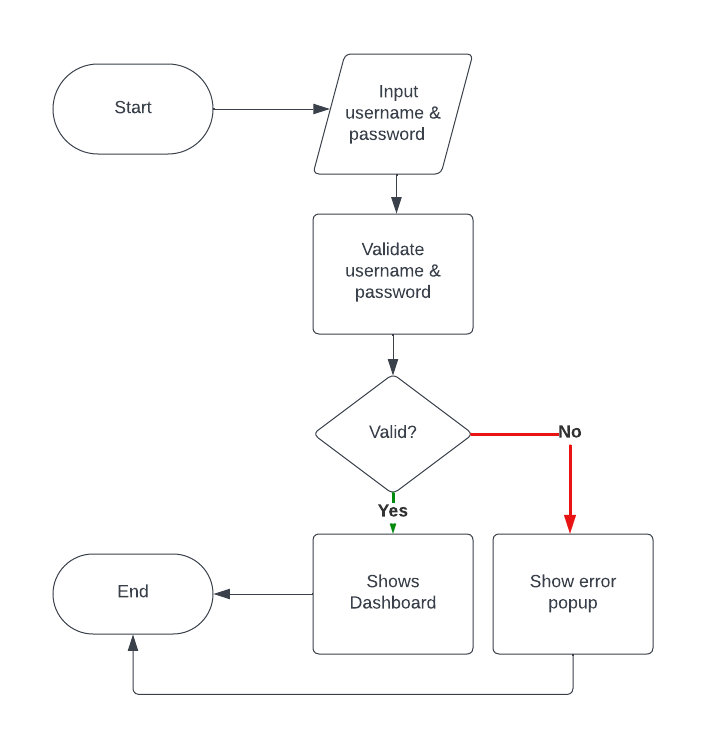 Start
Input
username &
password
Validate
username &
password
Valid?
No
Yes
Shows
Dashboard
Show error
popup
End